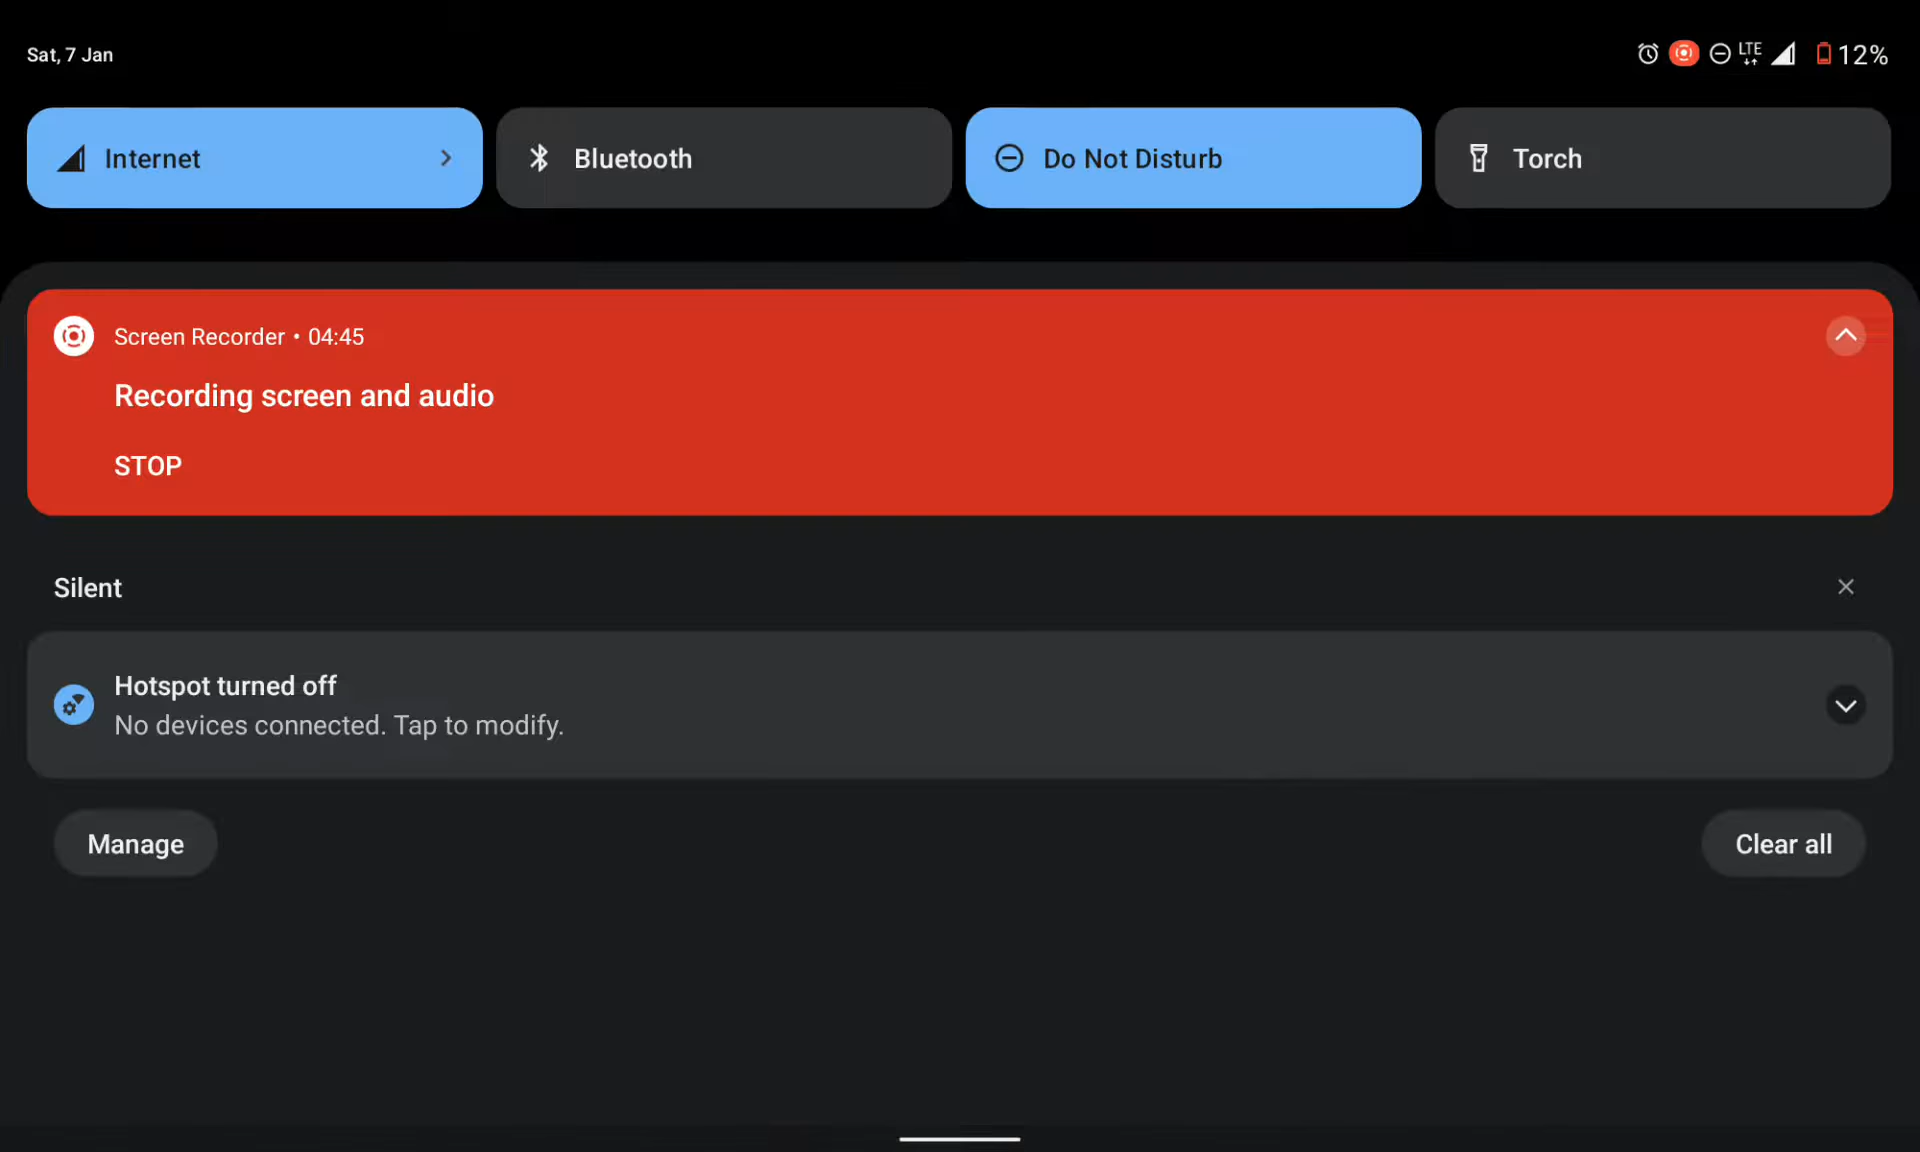 Sat, 7 Jan
LTE
12%
Internet
Bluetooth
Do Not Disturb
Torch
Screen Recorder • 04:45
Recording screen and audio
STOP
Silent
Hotspot turned off
No devices connected. Tap to modify.
Manage
Clear all